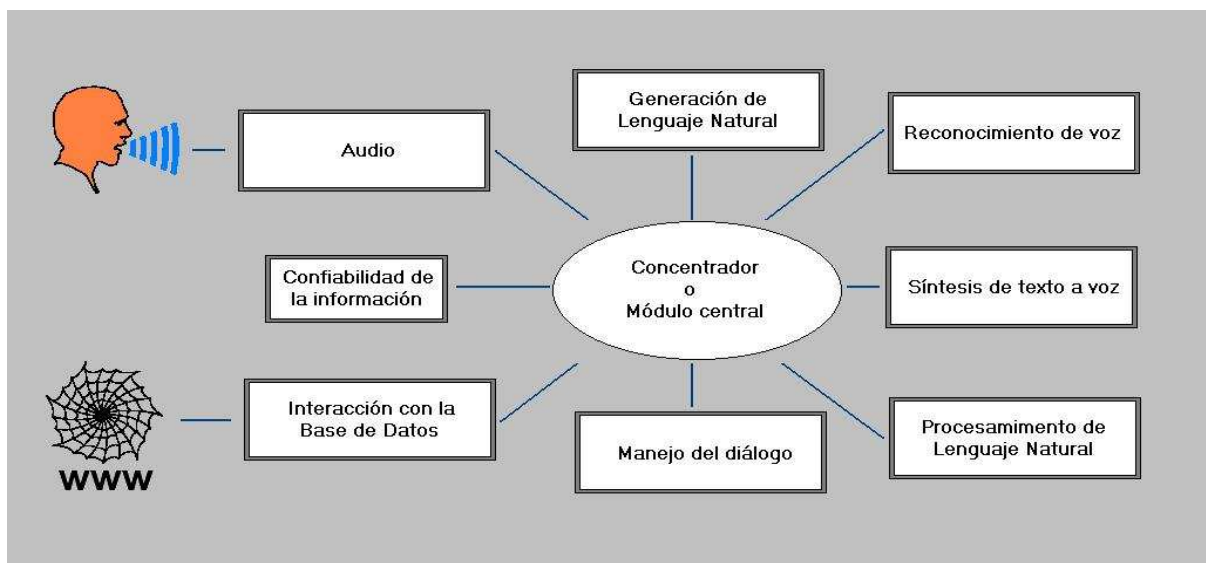 Generación de
Lenguaje Natural
Reconocimiento de voz
Audio
Confiabilidad de
la información
Concentrador
o
Módulo central
Síntesis de texto a voz
Interacción con la
Base de Datos
WWW
Manejo del diálogo
Procesamimento de
Lenguaje Natural